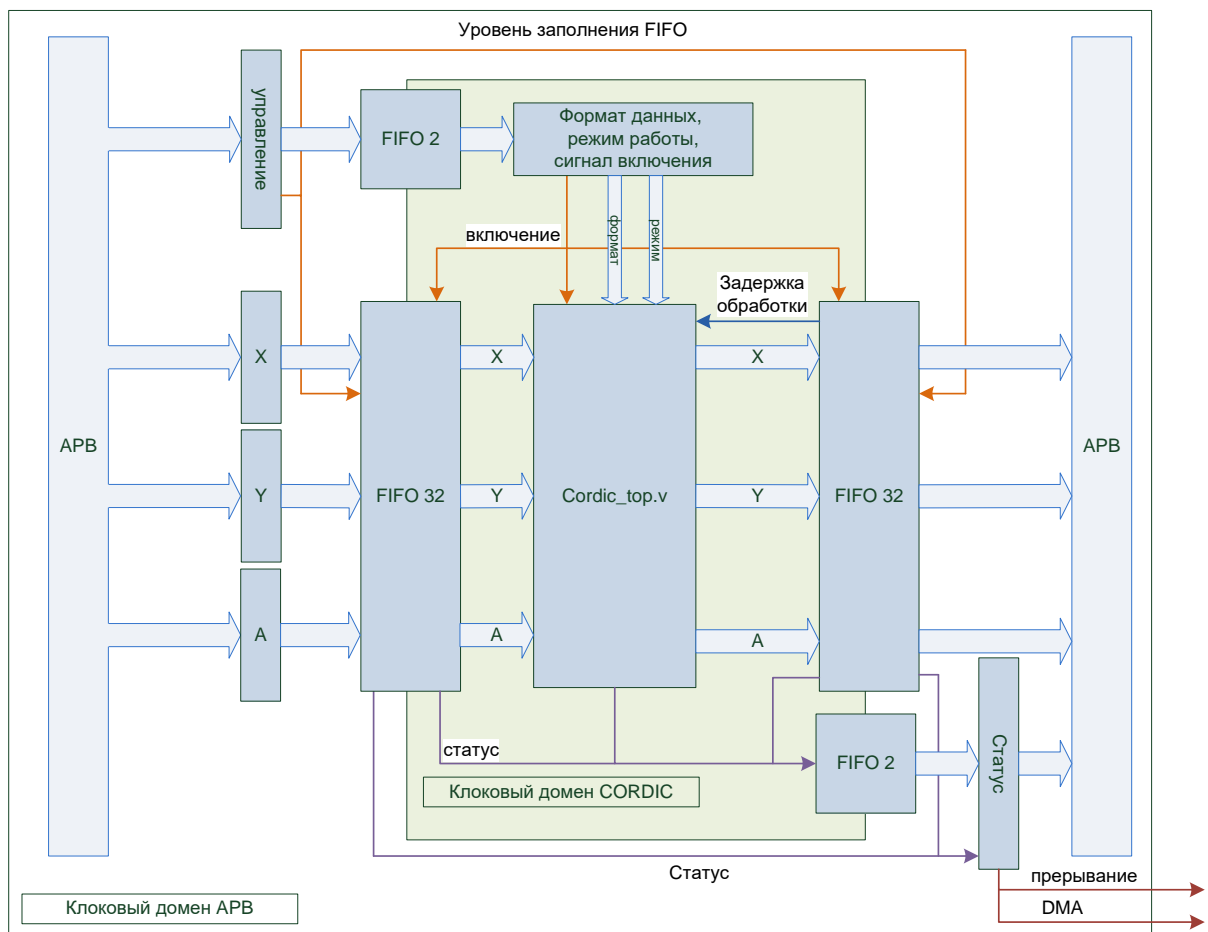 Уровень заполнения FIFO
управление
FIFO 2
Формат данных,
режим работы,
сигнал включения
формат
режим
включение
Задержка
обработки
X
X
X
APB
Y
FIFO 32
Y
Cordic_top.v
Y
FIFO 32
APB
A
A
A
статус
FIFO 2
Статус
Клоковый домен CORDIC
Статус
прерывание
DMA
Клоковый домен APB